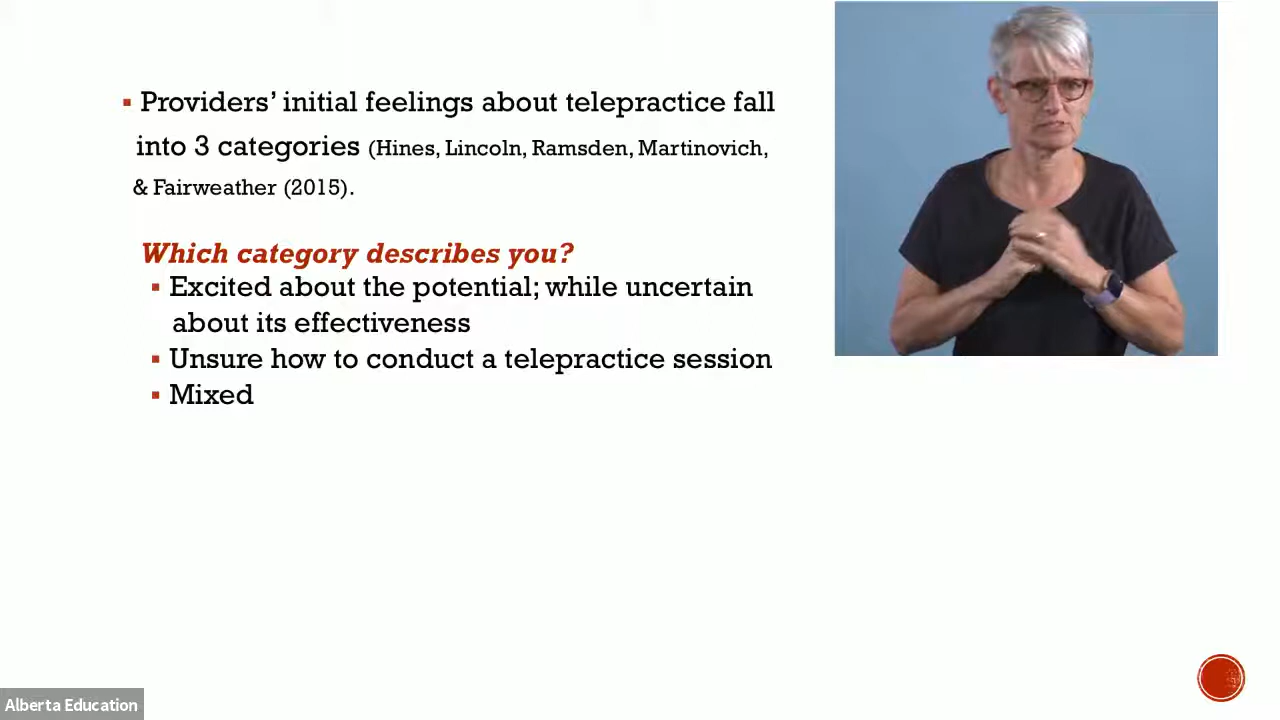 Providers’ initial feelings about telepractice fall
into 3 categories (Hines, Lincoln, Ramsden, Martinovich,
& Fairweather (2015).
Which category describes you?
Excited about the potential; while uncertain
about its effectiveness
Unsure how to conduct a telepractice session
Mixed
Alberta Education